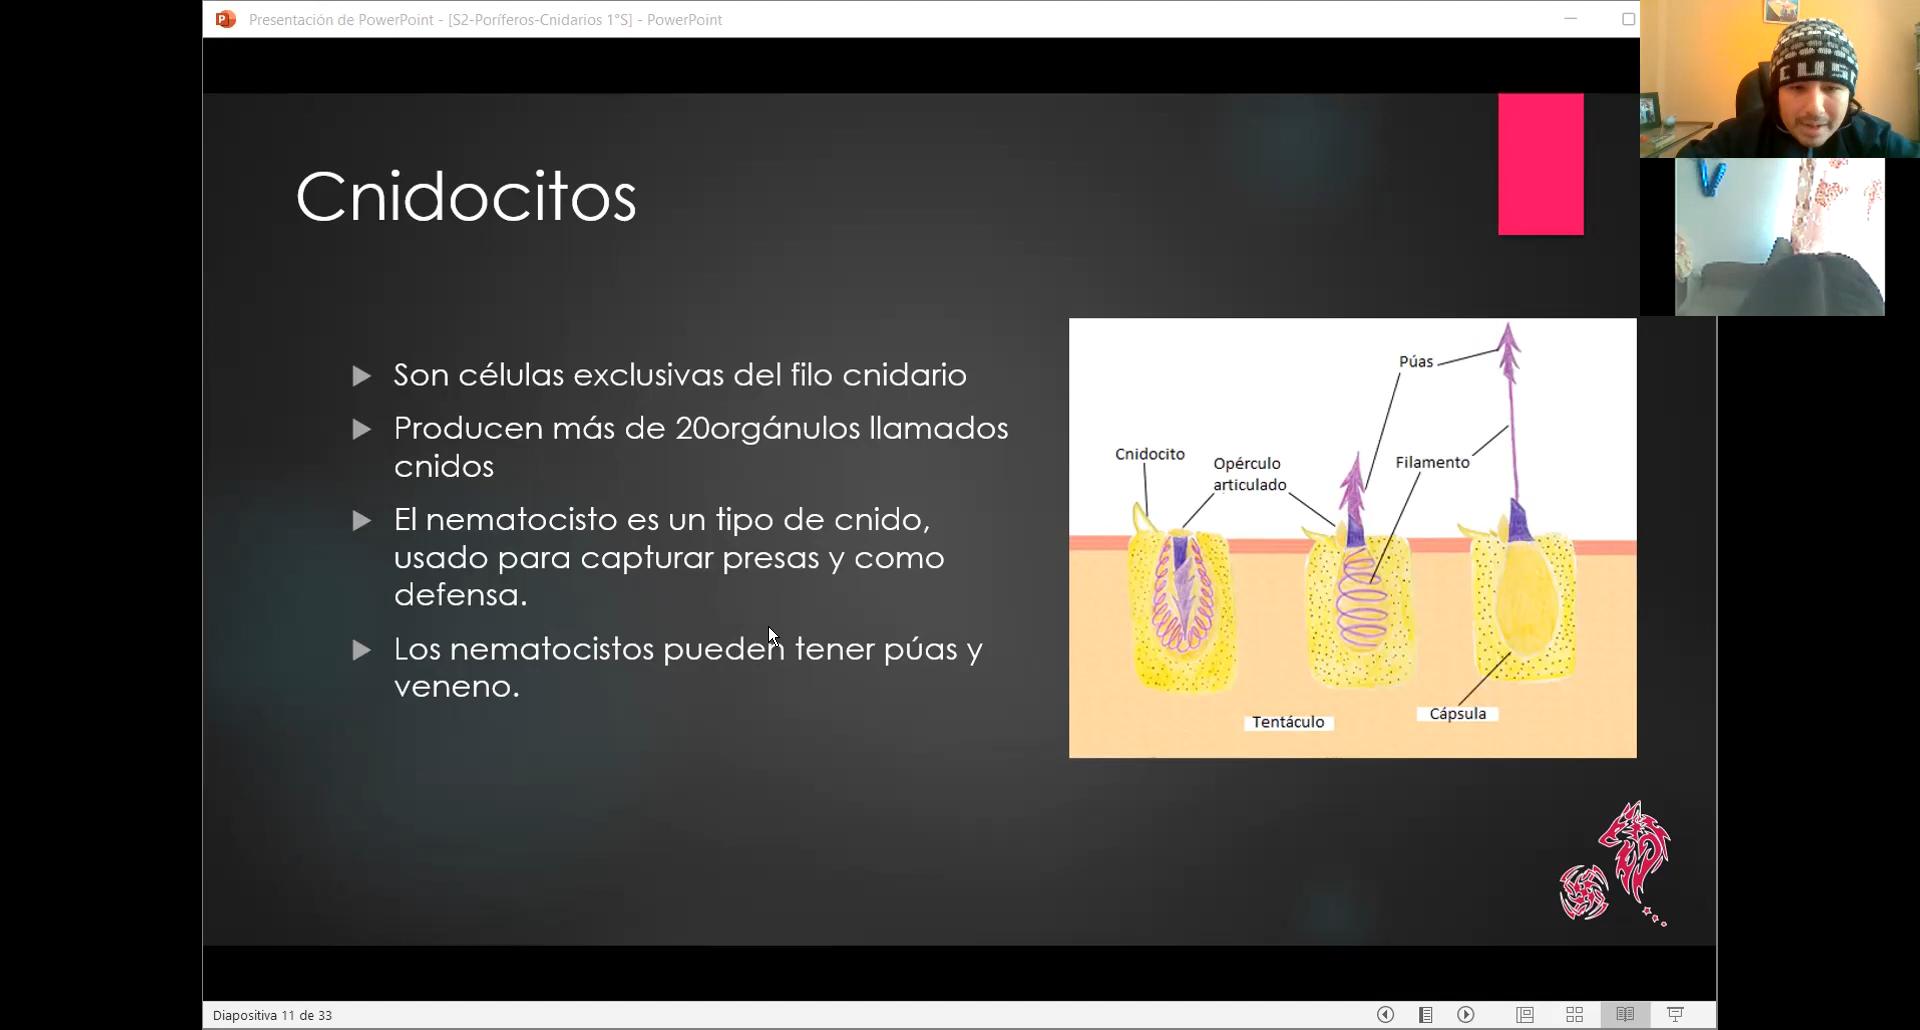 Presentación de PowerPoint - [S2-Poríferos-Cnidarios 1°S] - PowerPoint
Cnidocitos
Son células exclusivas del filo cnidario
Producen más de 20orgánulos llamados
cnidos
El nematocisto es un tipo de cnido,
usado para capturar presas y como
defensa.
Los nematocistos pueden tener púas y
veneno.
Púas
Cnidocito
Opérculo
articulado
Filamento
Cápsula
Tentáculo
Diapositiva 11 de 33